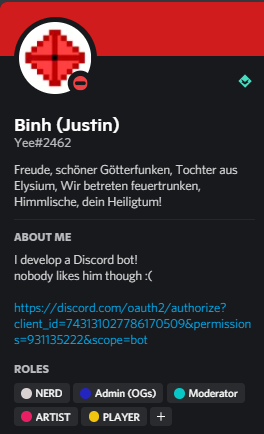 Binh (Justin)
Yee#2462
Freude, schöner Götterfunken, Tochter aus
Elysium, Wir betreten feuertrunken,
Himmlische, dein Heiligtum!
ABOUT ME
I develop a Discord bot!
nobody likes him though :(
https://discord.com/oauth2/authorize?
client_id=743131027786170509&permission
s=931135222&scope=bot
ROLES
NERD Admin (OGs) Moderator
ARTIST PLAYER +